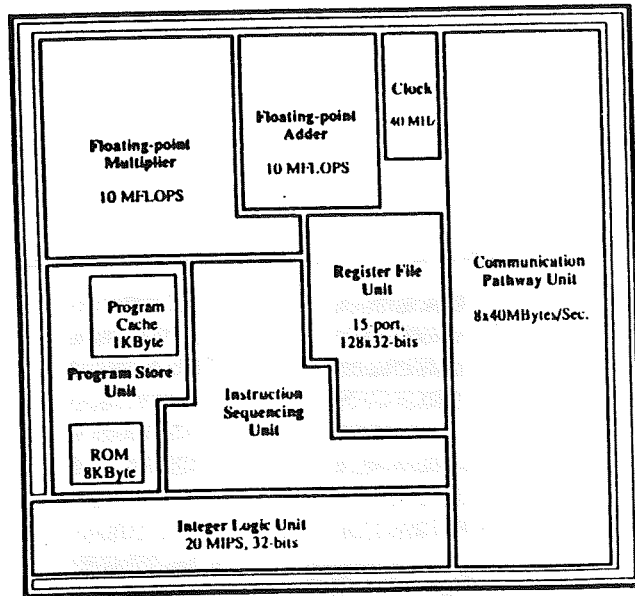 Floating-point
Multiplier
10 MFLOPS
Floating-point
Adder
10 MFLOPS
Clock
Communication
Pathway Unit
8x40MBytes/Sec.
Register File
Unit
15-port,
128x32-bits
Program
Cache
1KByte
Program Store
Unit
ROM
8KByte
Instruction
Sequencing
Unit
Integer Logic Unit
20 MIPS, 32-bits